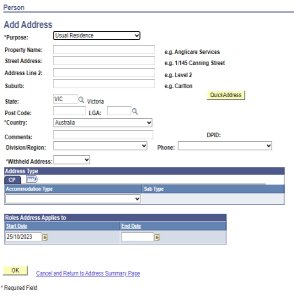 Person
Add Address
*Purpose: Usual Residence
Property Name: e.g. Anglicare Services
Street Address: e.g. 1/145 Canning Street
Address Line 2: e.g. Level 2
Suburb: e.g. Carlton
QuickAddress
State: VIC Victoria
Post Code: LGA:
*Country: Australia
Comments: DPID:
Division/Region: Phone:
*Withheld Address:
Address Type
CP
Accommodation Type Sub Type
Roles Address Applies to
Start Date End Date
25/10/2023
OK Cancel and Return to Address Summary Page
* Required Field